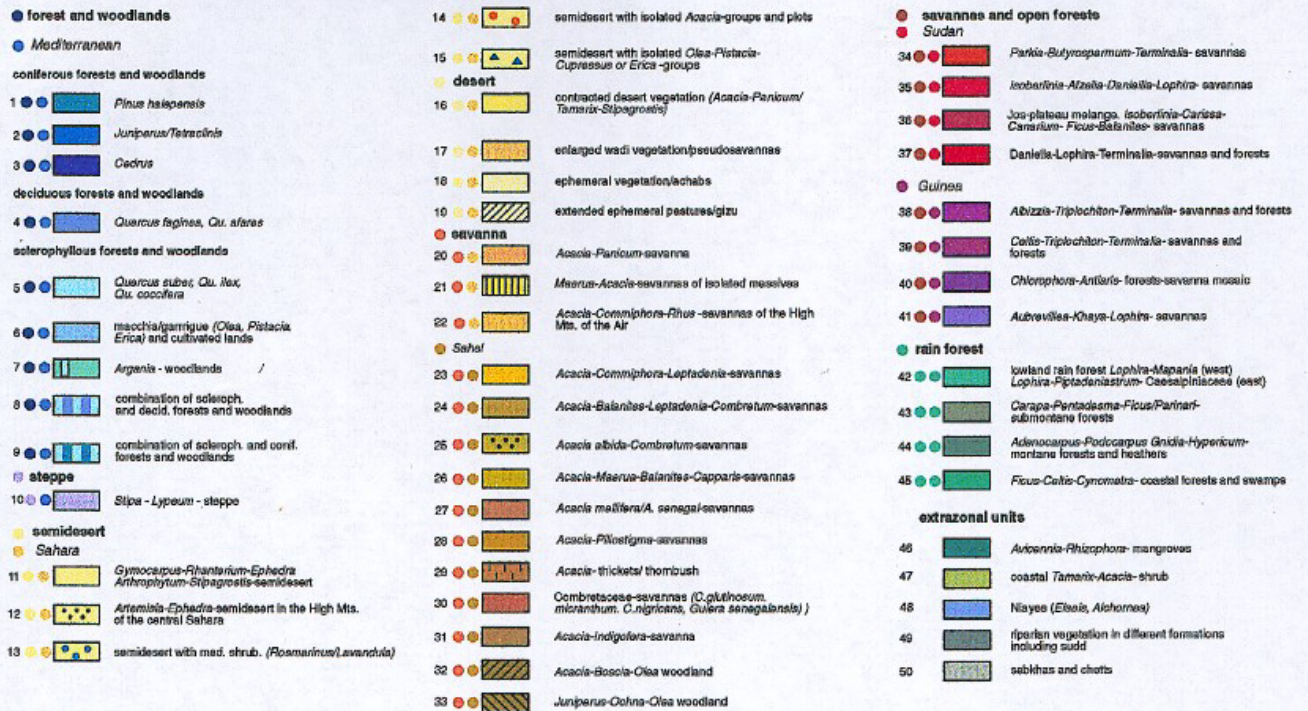 forest and woodlands
Mediterranean
coniferous forests and woodlands
1 Pinus halepensis
2 Juniperus/Tetraclinis
3 Cedrus
deciduous forests and woodlands
4 Quercus faginea, Qu. afares
sclerophyllous forests and woodlands
5 Quercus suber, Qu. ilex,
Qu. coccifera
6 macchia/garrigue (Olea, Pistacia,
Erica) and cultivated lands
7 Argania - woodlands
8 combination of scleroph.
and decid. forests and woodlands
9 combination of scleroph. and conif.
forests and woodlands
steppe
10 Stipa - Lygeum - steppe
semidesert
Sahara
11 Gymocarpus-Rhanterium-Ephedra
Arthrophytum-Stipagrostis-semidesert
12 Artemisia-Ephedra-semidesert in the High Mts.
of the central Sahara
13 semidesert with med. shrub. (Rosmarinus/Lavandula)
14 semidesert with isolated Acacia-groups and plots
15 semidesert with isolated Olea-Pistacia-
Cupressus or Erica -groups
desert
16 contracted desert vegetation (Acacia-Panicum/
Tamarix-Stipagrostis)
17 enlarged wadi vegetation/pseudosavannas
18 ephemeral vegetation/achabs
19 extended ephemeral pastures/gizu
savanna
20 Acacia-Panicum-savanna
21 Maerua-Acacia-savannas of isolated massives
22 Acacia-Commiphora-Rhus -savannas of the High
Mts. of the Air
Sahel
23 Acacia-Commiphora-Leptadenia-savannas
24 Acacia-Balanites-Leptadenia-Combretum-savannas
25 Acacia albida-Combretum-savannas
26 Acacia-Maerua-Balanites-Capparis-savannas
27 Acacia mellifera/A. senegal-savannas
28 Acacia-Piliostigma-savannas
29 Acacia- thickets/ thornbush
30 Combretaceae-savannas (C.glutinosum.
micranthum. C.nigricans, Guiera senegalensis) )
31 Acacia-Indigofera-savanna
32 Acacia-Boscia-Olea woodland
33 Juniperus-Ochna-Olea woodland
savannas and open forests
Sudan
34 Parkia-Butyrospermum-Terminalia- savannas
35 Isoberlinia-Afzelia-Daniellia-Lophira- savannas
36 Jos-plateau melange. Isoberlinia-Carissa-
Canarium- Ficus-Balanites- savannas
37 Daniella-Lophira-Terminalia-savannas and forests
Guinea
38 Albizzia-Triplochiton-Terminalia- savannas and forests
39 Celtis-Triplochiton-Terminalia- savannas and
forests
40 Chlorophora-Antiaris- forests-savanna mosaic
41 Aubrevillea-Khaya-Lophira- savannas
rain forest
42 lowland rain forest Lophira-Mapania (west)
Lophira-Piptadeniastrum- Caesalpiniaceae (east)
43 Carapa-Pentadesma-Ficus/Parinari-
submontane forests
44 Adenocarpus-Podocarpus Gnidia-Hypericum-
montane forests and heathers
45 Ficus-Celtis-Cynometra- coastal forests and swamps
extrazonal units
46 Avicennia-Rhizophora- mangroves
47 coastal Tamarix-Acacia- shrub
48 Niayes (Elaeis, Alchornea)
49 riparian vegetation in different formations
including sudd
50 sebkhas and chotts